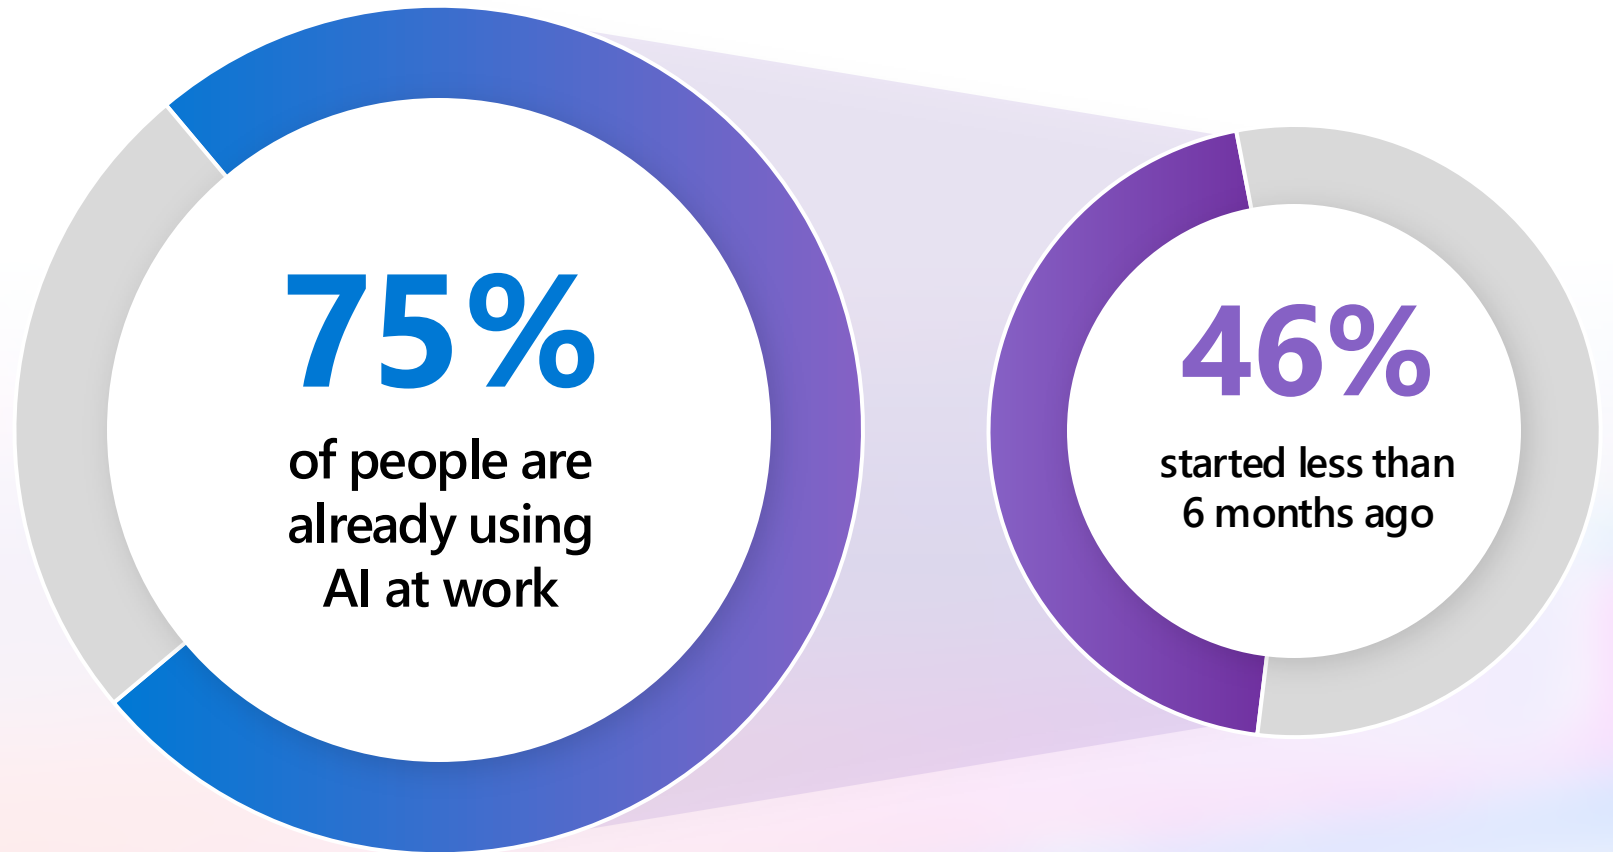 75%
of people are
already using
AI at work
46%
started less than
6 months ago